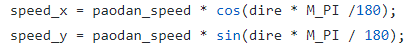 speed_x = paodan_speed * cos(dire * M_PI /180);
speed_y = paodan_speed * sin(dire * M_PI / 180);